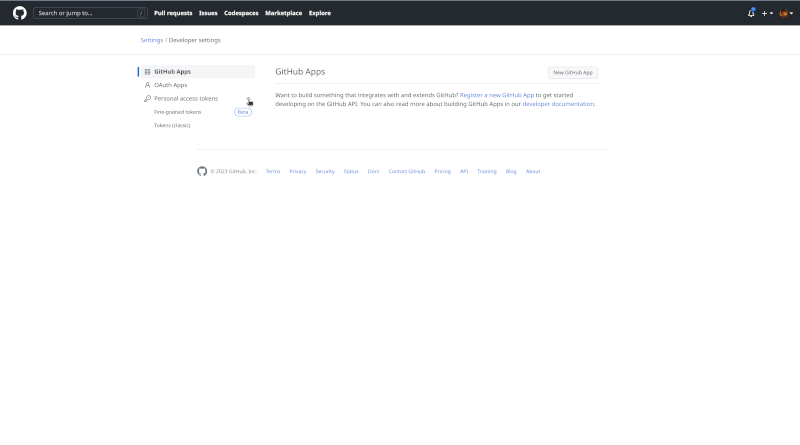 Search or jump to... / Pull requests Issues Codespaces Marketplace Explore
Settings / Developer settings
GitHub Apps
OAuth Apps
Personal access tokens
Fine-grained tokens Beta
Tokens (classic)
GitHub Apps New GitHub App
Want to build something that integrates with and extends GitHub? Register a new GitHub App to get started
developing on the GitHub API. You can also read more about building GitHub Apps in our developer documentation.
© 2023 GitHub, Inc. Terms Privacy Security Status Docs Contact GitHub Pricing API Training Blog About